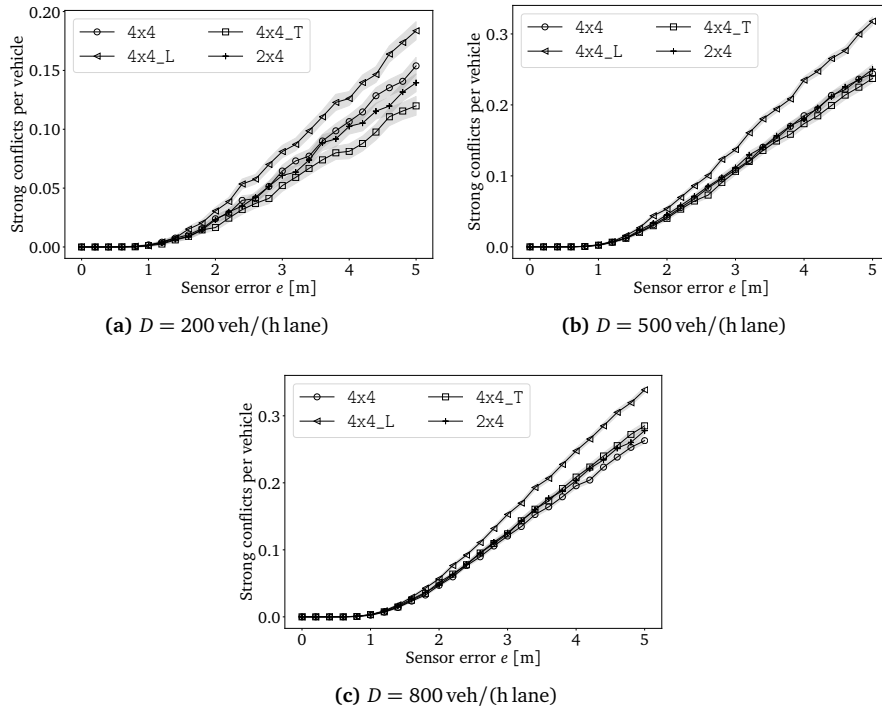 0.20
0.15
0.10
0.05
0.00
Strong conflicts per vehicle
4x4 4x4_T
4x4_L 2x4
0 1 2 3 4 5
Sensor error e [m]
(a) D = 200 veh/(h lane)
0.3
0.2
0.1
0.0
Strong conflicts per vehicle
4x4 4x4_T
4x4_L 2x4
0 1 2 3 4 5
Sensor error e [m]
(b) D = 500 veh/(h lane)
0.3
0.2
0.1
0.0
Strong conflicts per vehicle
4x4 4x4_T
4x4_L 2x4
0 1 2 3 4 5
Sensor error e [m]
(c) D = 800 veh/(h lane)